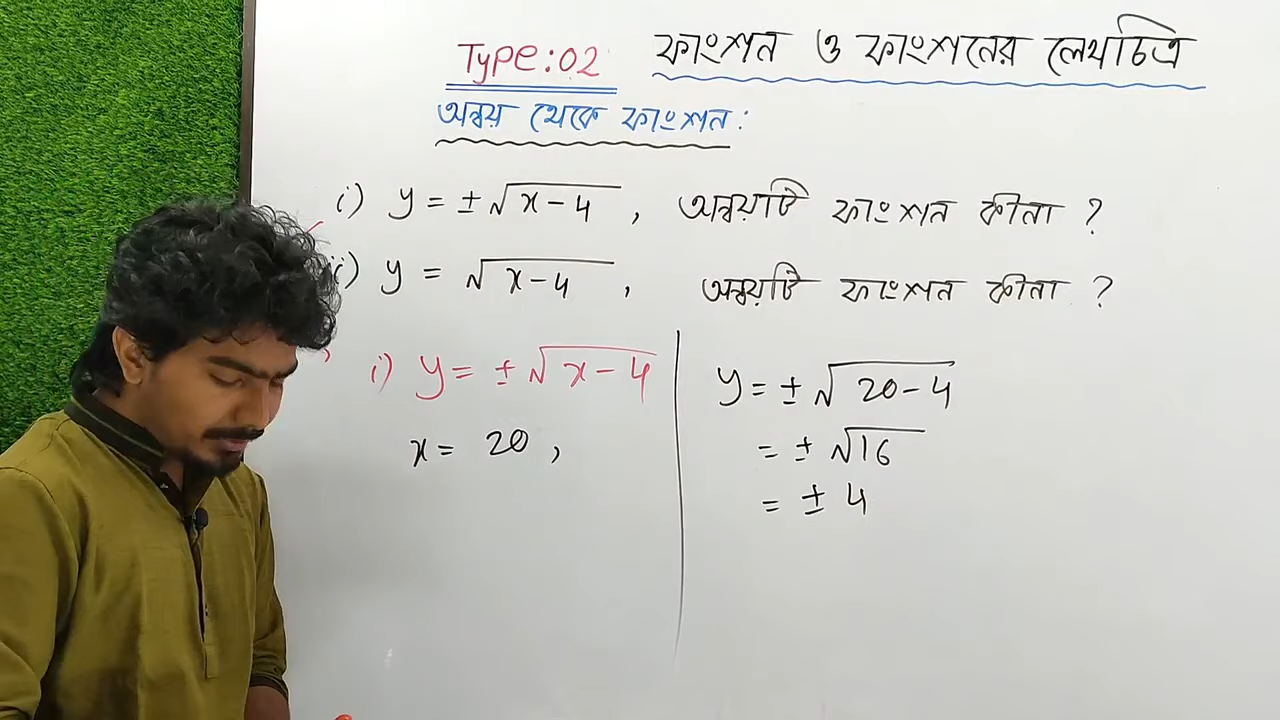 Type:02 ফাংশন ও ফাংশনের লেখচিত্র
অন্বয় থেকে ফাংশন:
i) y = ±√x-4 , অন্বয়টি ফাংশন কীনা ?
ii) y = √x-4 , অন্বয়টি ফাংশন কীনা ?
i) y = ±√x-4
x = 20 ,
y = ±√20-4
= ±√16
= ±4